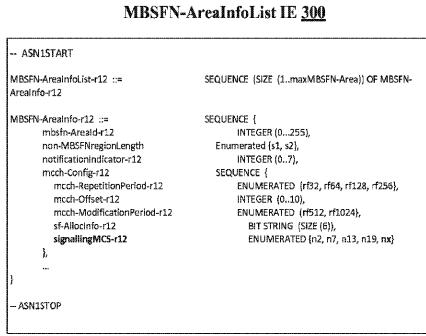 MBSFN-AreaInfoList IE 300
-- ASN1START
MBSFN-AreaInfoList-r12 ::= SEQUENCE (SIZE (1..maxMBSFN-Area)) OF MBSFN-
AreaInfo-r12
MBSFN-AreaInfo-r12 ::= SEQUENCE {
mbsfn-AreaId-r12 INTEGER (0...255),
non-MBSFNregionLength Enumerated {s1, s2},
notificationIndicator-r12 INTEGER (0...7),
mcch-Config-r12 SEQUENCE {
mcch-RepetitionPeriod-r12 ENUMERATED {rf32, rf64, rf128, rf256},
mcch-Offset-r12 INTEGER (0...10),
mcch-ModificationPeriod-r12 ENUMERATED {rf512, rf1024},
sf-AllocInfo-r12 BIT STRING (SIZE (6)),
signallingMCS-r12 ENUMERATED {n2, n7, n13, n19, nx}
},
...
}
-- ASN1STOP